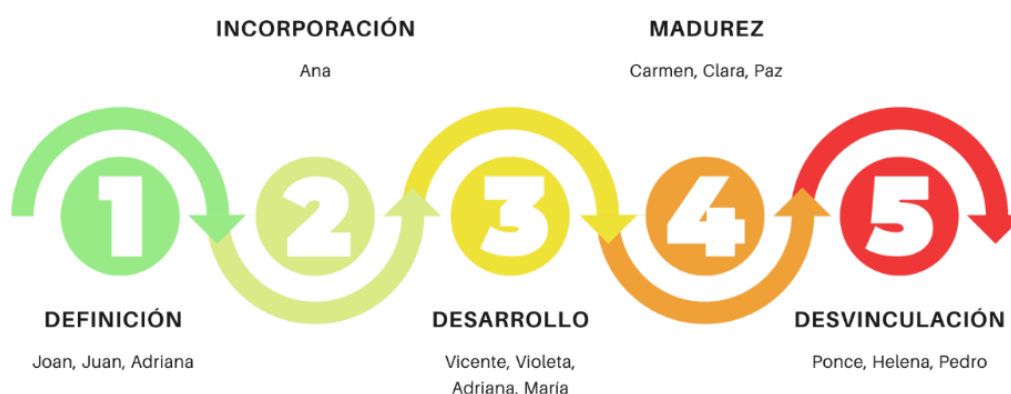 INCORPORACIÓN
Ana
MADUREZ
Carmen, Clara, Paz
1
2
3
4
5
DEFINICIÓN
Joan, Juan, Adriana
DESARROLLO
Vicente, Violeta,
Adriana, María
DESVINCULACIÓN
Ponce, Helena, Pedro